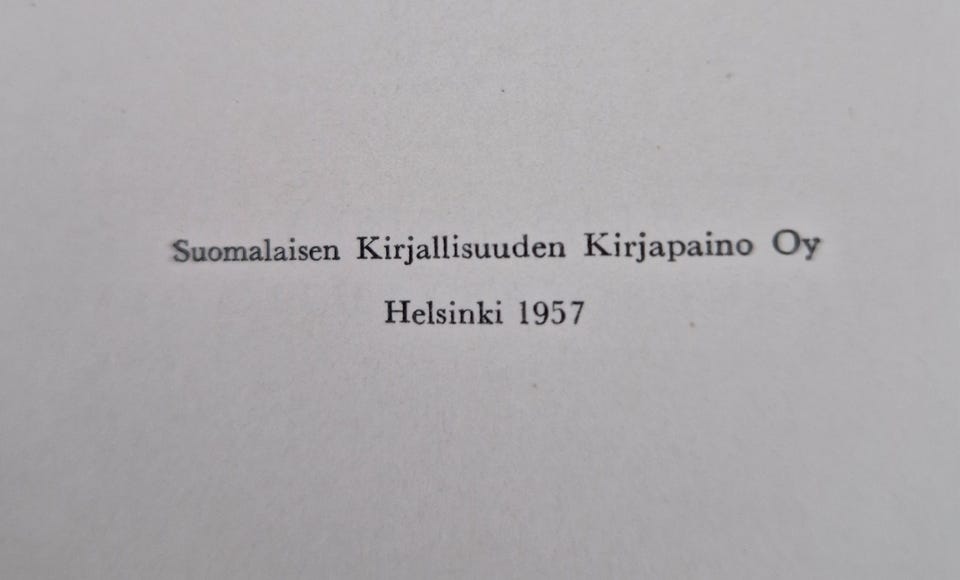 Suomalaisen Kirjallisuuden Kirjapaino Oy
Helsinki 1957